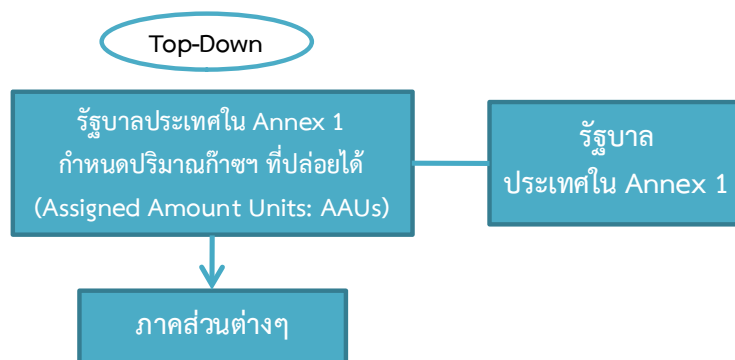 Top-Down
รัฐบาลประเทศใน Annex 1
กำหนดปริมาณก๊าซฯ ที่ปล่อยได้
(Assigned Amount Units: AAUs)
รัฐบาล
ประเทศใน Annex 1
ภาคส่วนต่างๆ